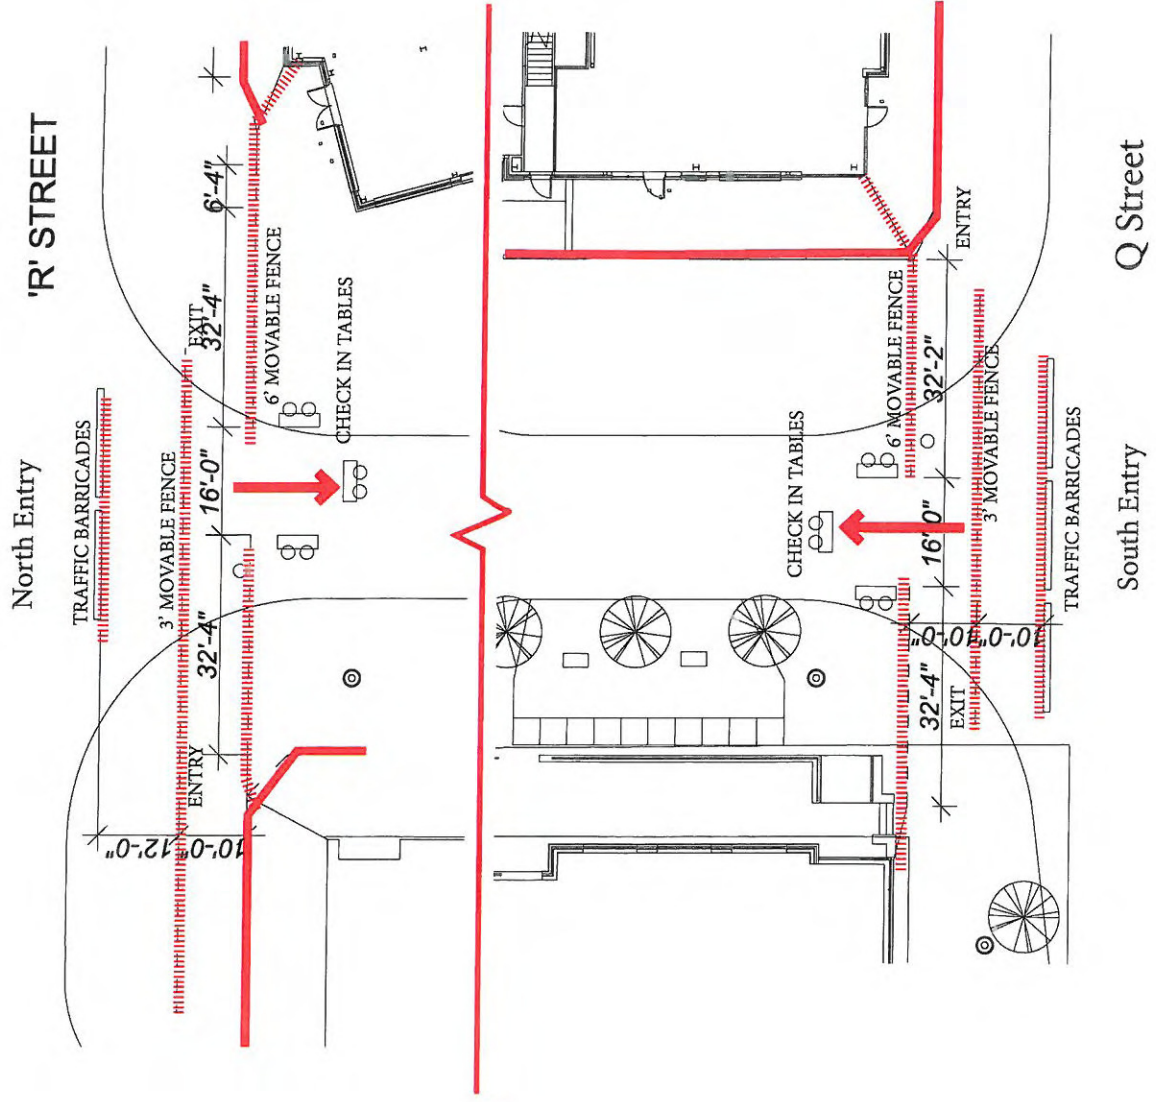 North Entry
'R' STREET
TRAFFIC BARRICADES
3' MOVABLE FENCE
EXIT
ENTRY
32'-4"
16'-0"
32'-4"
6'-4"
10'-0"
12'-0"
6' MOVABLE FENCE
CHECK IN TABLES
CHECK IN TABLES
6' MOVABLE FENCE
ENTRY
32'-4"
16'-0"
32'-2"
EXIT
3' MOVABLE FENCE
10'-0"
10'-0"
TRAFFIC BARRICADES
South Entry
Q Street